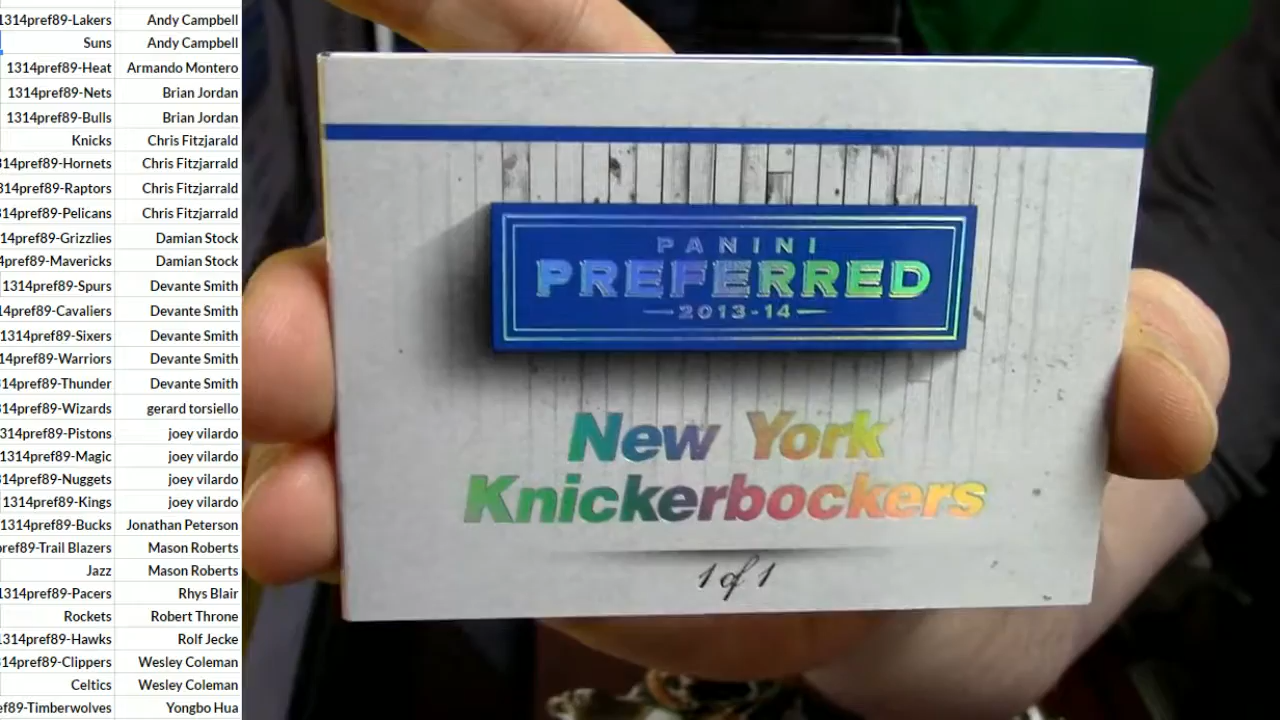 1314pref89-Lakers Andy Campbell
Suns Andy Campbell
1314pref89-Heat Armando Montero
1314pref89-Nets Brian Jordan
1314pref89-Bulls Brian Jordan
Knicks Chris Fitzjarald
314pref89-Hornets Chris Fitzjarrald
314pref89-Raptors Chris Fitzjarrald
314pref89-Pelicans Chris Fitzjarrald
14pref89-Grizzlies Damian Stock
4pref89-Mavericks Damian Stock
1314pref89-Spurs Devante Smith
14pref89-Cavaliers Devante Smith
1314pref89-Sixers Devante Smith
14pref89-Warriors Devante Smith
314pref89-Thunder Devante Smith
314pref89-Wizards gerard torsiello
314pref89-Pistons joey vilardo
1314pref89-Magic joey vilardo
314pref89-Nuggets joey vilardo
1314pref89-Kings joey vilardo
1314pref89-Bucks Jonathan Peterson
pref89-Trail Blazers Mason Roberts
Jazz Mason Roberts
1314pref89-Pacers Rhys Blair
Rockets Robert Throne
1314pref89-Hawks Rolf Jecke
314pref89-Clippers Wesley Coleman
Celtics Wesley Coleman
ef89-Timberwolves Yongbo Hua
PANINI
PREFERRED
2013-14
New York
Knickerbockers
1 of 1